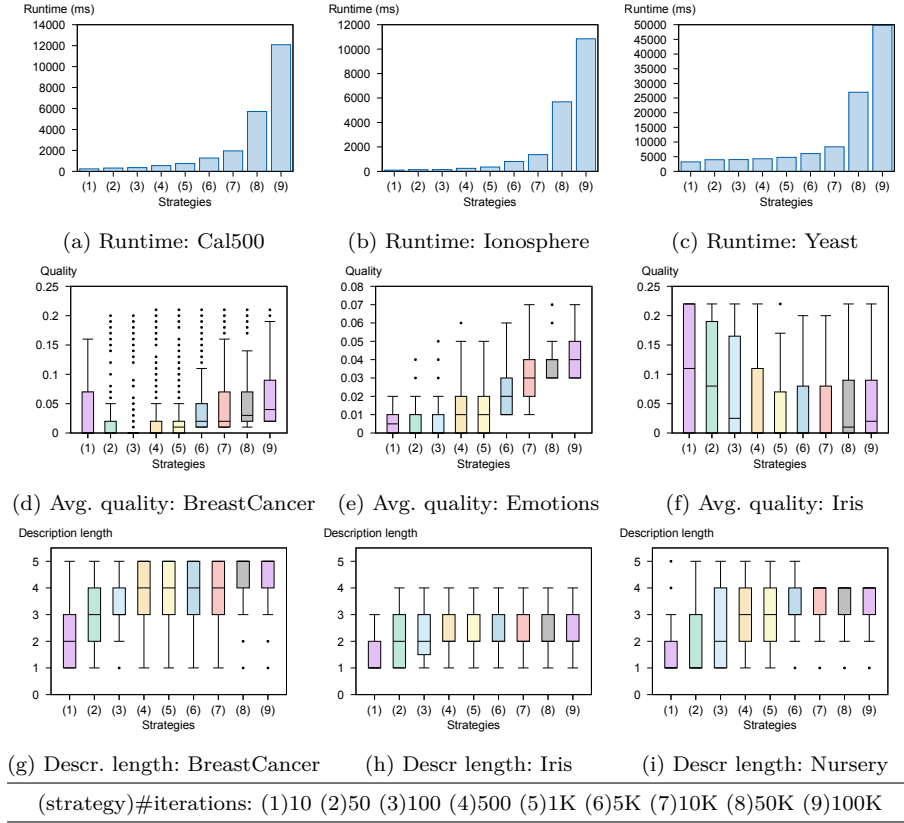 Runtime (ms)
14000
12000
10000
8000
6000
4000
2000
0
(1) (2) (3) (4) (5) (6) (7) (8) (9)
Strategies
(a) Runtime: Cal500
Runtime (ms)
12000
10000
8000
6000
4000
2000
0
(1) (2) (3) (4) (5) (6) (7) (8) (9)
Strategies
(b) Runtime: Ionosphere
Runtime (ms)
50000
45000
40000
35000
30000
25000
20000
15000
10000
5000
0
(1) (2) (3) (4) (5) (6) (7) (8) (9)
Strategies
(c) Runtime: Yeast
Quality
0.25
0.2
0.15
0.1
0.05
0
(1) (2) (3) (4) (5) (6) (7) (8) (9)
Strategies
(d) Avg. quality: BreastCancer
Quality
0.08
0.07
0.06
0.05
0.04
0.03
0.02
0.01
0
(1) (2) (3) (4) (5) (6) (7) (8) (9)
Strategies
(e) Avg. quality: Emotions
Quality
0.25
0.2
0.15
0.1
0.05
0
(1) (2) (3) (4) (5) (6) (7) (8) (9)
Strategies
(f) Avg. quality: Iris
Description length
5
4
3
2
1
0
(1) (2) (3) (4) (5) (6) (7) (8) (9)
Strategies
(g) Descr. length: BreastCancer
Description length
5
4
3
2
1
0
(1) (2) (3) (4) (5) (6) (7) (8) (9)
Strategies
(h) Descr length: Iris
Description length
5
4
3
2
1
0
(1) (2) (3) (4) (5) (6) (7) (8) (9)
Strategies
(i) Descr length: Nursery
(strategy)#iterations: (1)10 (2)50 (3)100 (4)500 (5)1K (6)5K (7)10K (8)50K (9)100K